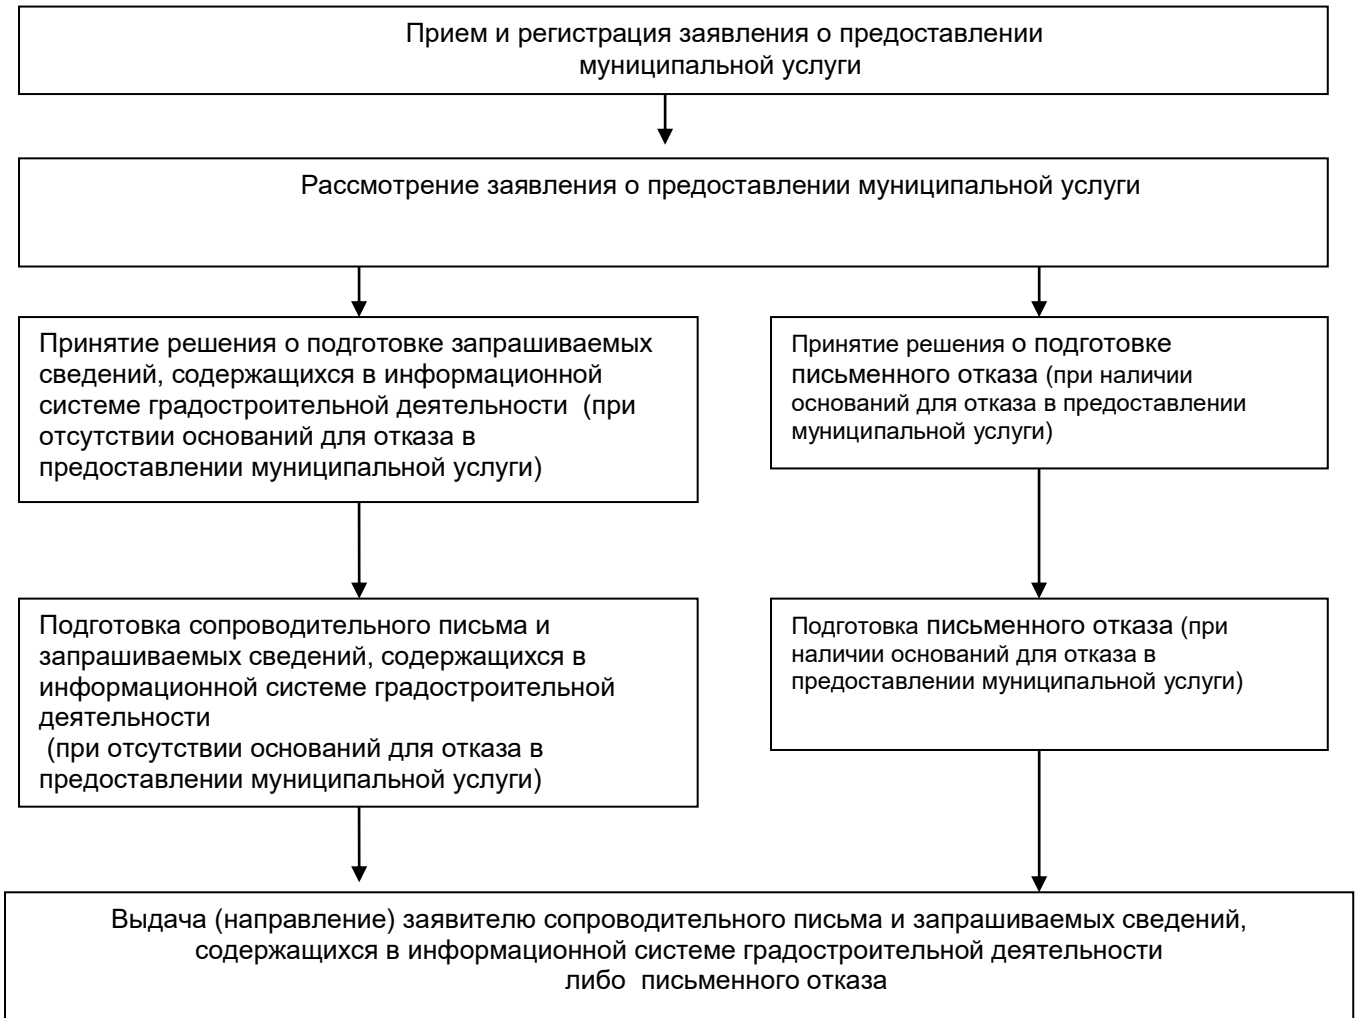 Прием и регистрация заявления о предоставлении
муниципальной услуги
Рассмотрение заявления о предоставлении муниципальной услуги
Принятие решения о подготовке запрашиваемых
сведений, содержащихся в информационной
системе градостроительной деятельности (при
отсутствии оснований для отказа в
предоставлении муниципальной услуги)
Принятие решения о подготовке
письменного отказа (при наличии
оснований для отказа в предоставлении
муниципальной услуги)
Подготовка сопроводительного письма и
запрашиваемых сведений, содержащихся в
информационной системе градостроительной
деятельности
(при отсутствии оснований для отказа в
предоставлении муниципальной услуги)
Подготовка письменного отказа (при
наличии оснований для отказа в
предоставлении муниципальной услуги)
Выдача (направление) заявителю сопроводительного письма и запрашиваемых сведений,
содержащихся в информационной системе градостроительной деятельности
либо письменного отказа